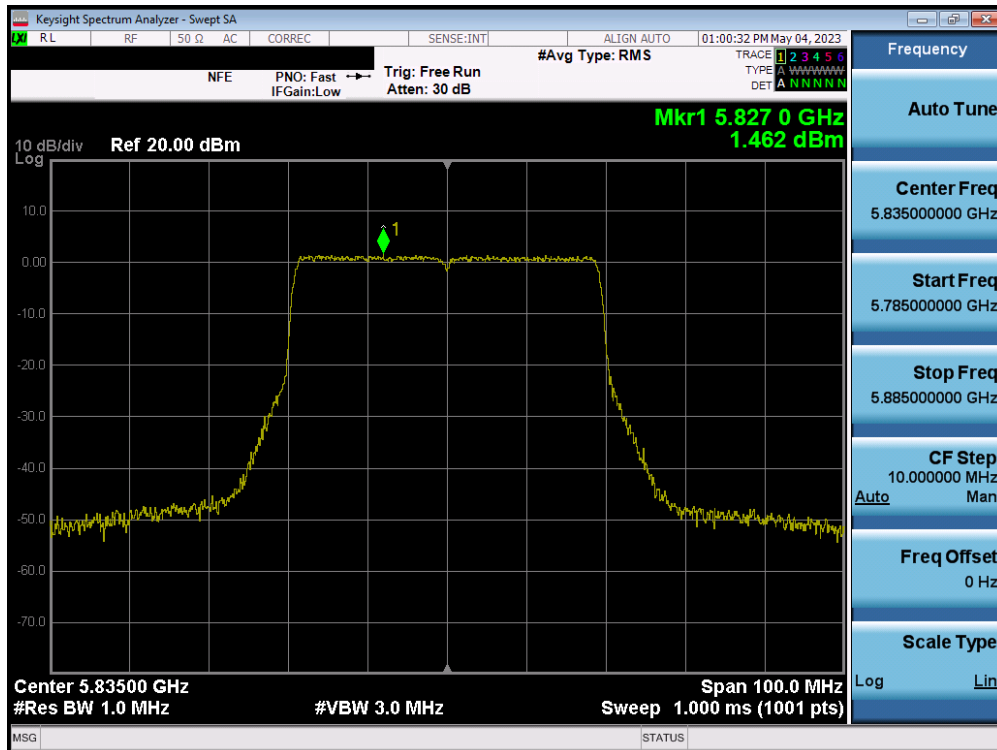 Keysight Spectrum Analyzer - Swept SA
LXI RL RF 50 Ω AC CORREC SENSE:INT ALIGN AUTO 01:00:32 PM May 04, 2023
#Avg Type: RMS TRACE 1 2 3 4 5 6
NFE PNO: Fast Trig: Free Run TYPE A WWWWW
IFGain:Low Atten: 30 dB DET A N N N N N
Mkr1 5.827 0 GHz
1.462 dBm
10 dB/div Ref 20.00 dBm
Log
10.0
1
0.00
-10.0
-20.0
-30.0
-40.0
-50.0
-60.0
-70.0
Center 5.83500 GHz Span 100.0 MHz
#Res BW 1.0 MHz #VBW 3.0 MHz Sweep 1.000 ms (1001 pts)
MSG STATUS
Frequency
Auto Tune
Center Freq
5.835000000 GHz
Start Freq
5.785000000 GHz
Stop Freq
5.885000000 GHz
CF Step
10.000000 MHz
Auto Man
Freq Offset
0 Hz
Scale Type
Log Lin